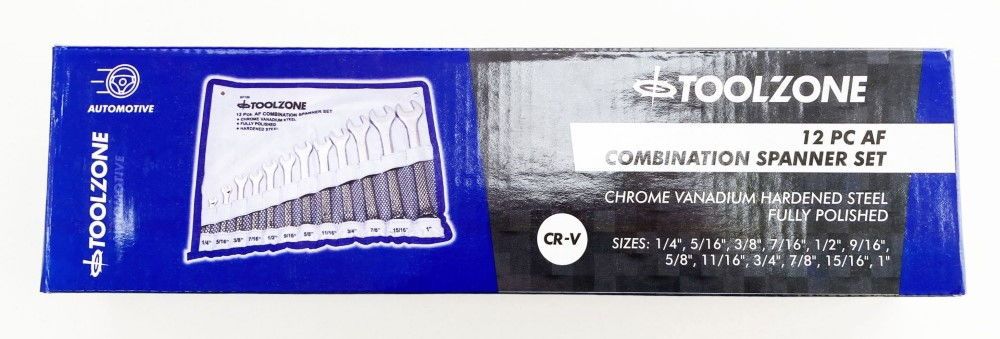 AUTOMOTIVE
TOOLZONE
TOOLZONE
12 Pce AF COMBINATION SPANNER SET
CHROME VANADIUM STEEL
FULLY POLISHED
HARDENED STEEL
1/4" 5/16" 3/8" 7/16" 1/2" 9/16" 5/8" 11/16" 3/4" 7/8" 15/16" 1"
TOOLZONE
12 PC AF
COMBINATION SPANNER SET
CHROME VANADIUM HARDENED STEEL
FULLY POLISHED
CR-V
SIZES: 1/4", 5/16", 3/8", 7/16", 1/2", 9/16",
5/8", 11/16", 3/4", 7/8", 15/16", 1"